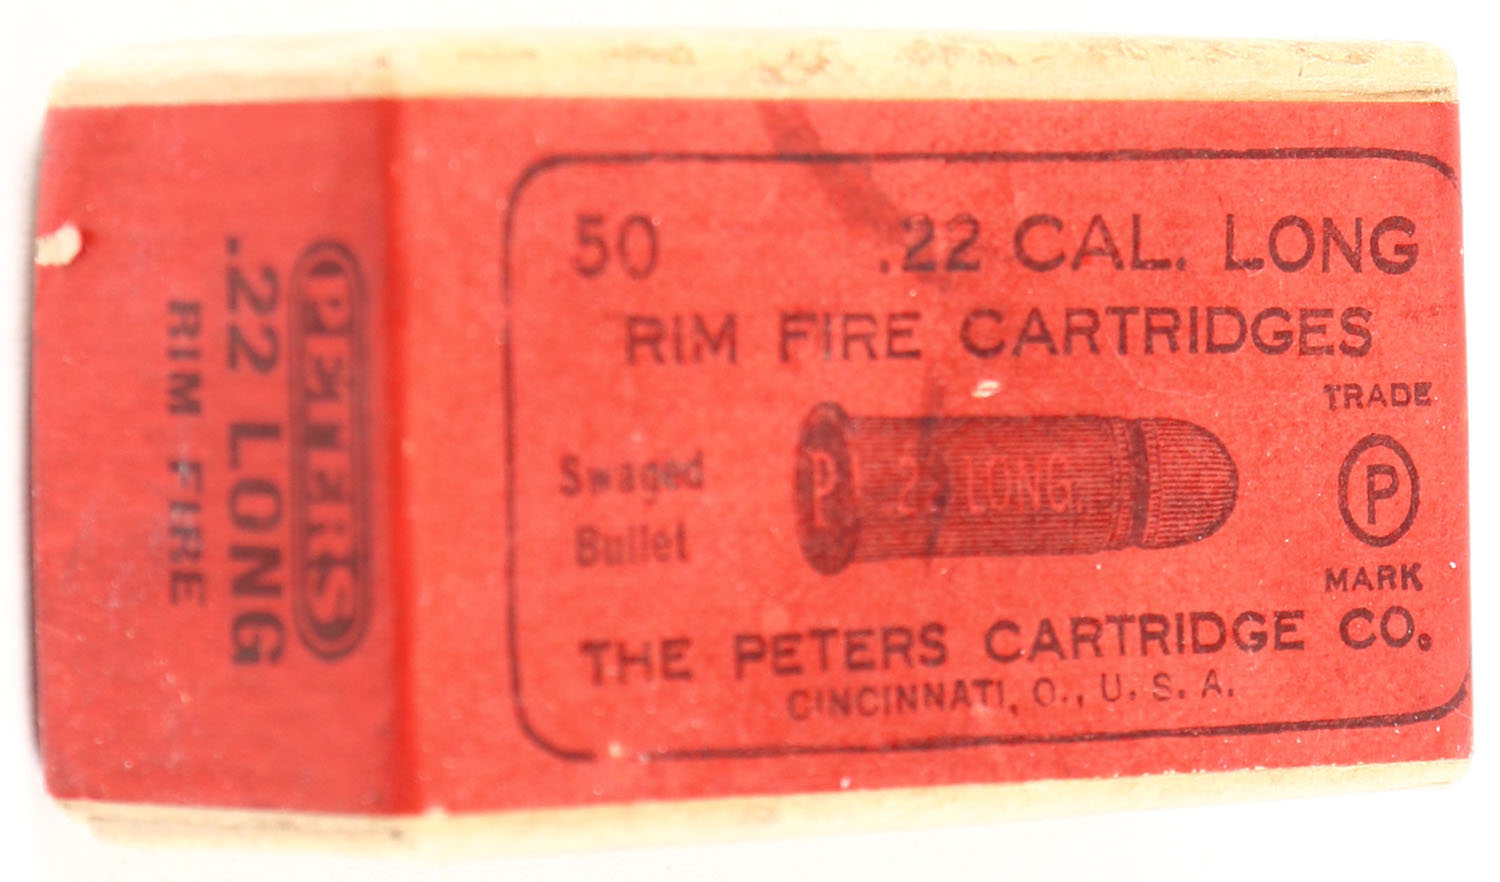 PETERS
.22 LONG
RIM FIRE
50 .22 CAL. LONG
RIM FIRE CARTRIDGES
TRADE
Swaged
Bullet
P
22 LONG.
P
MARK
THE PETERS CARTRIDGE CO.
CINCINNATI, O., U. S. A.